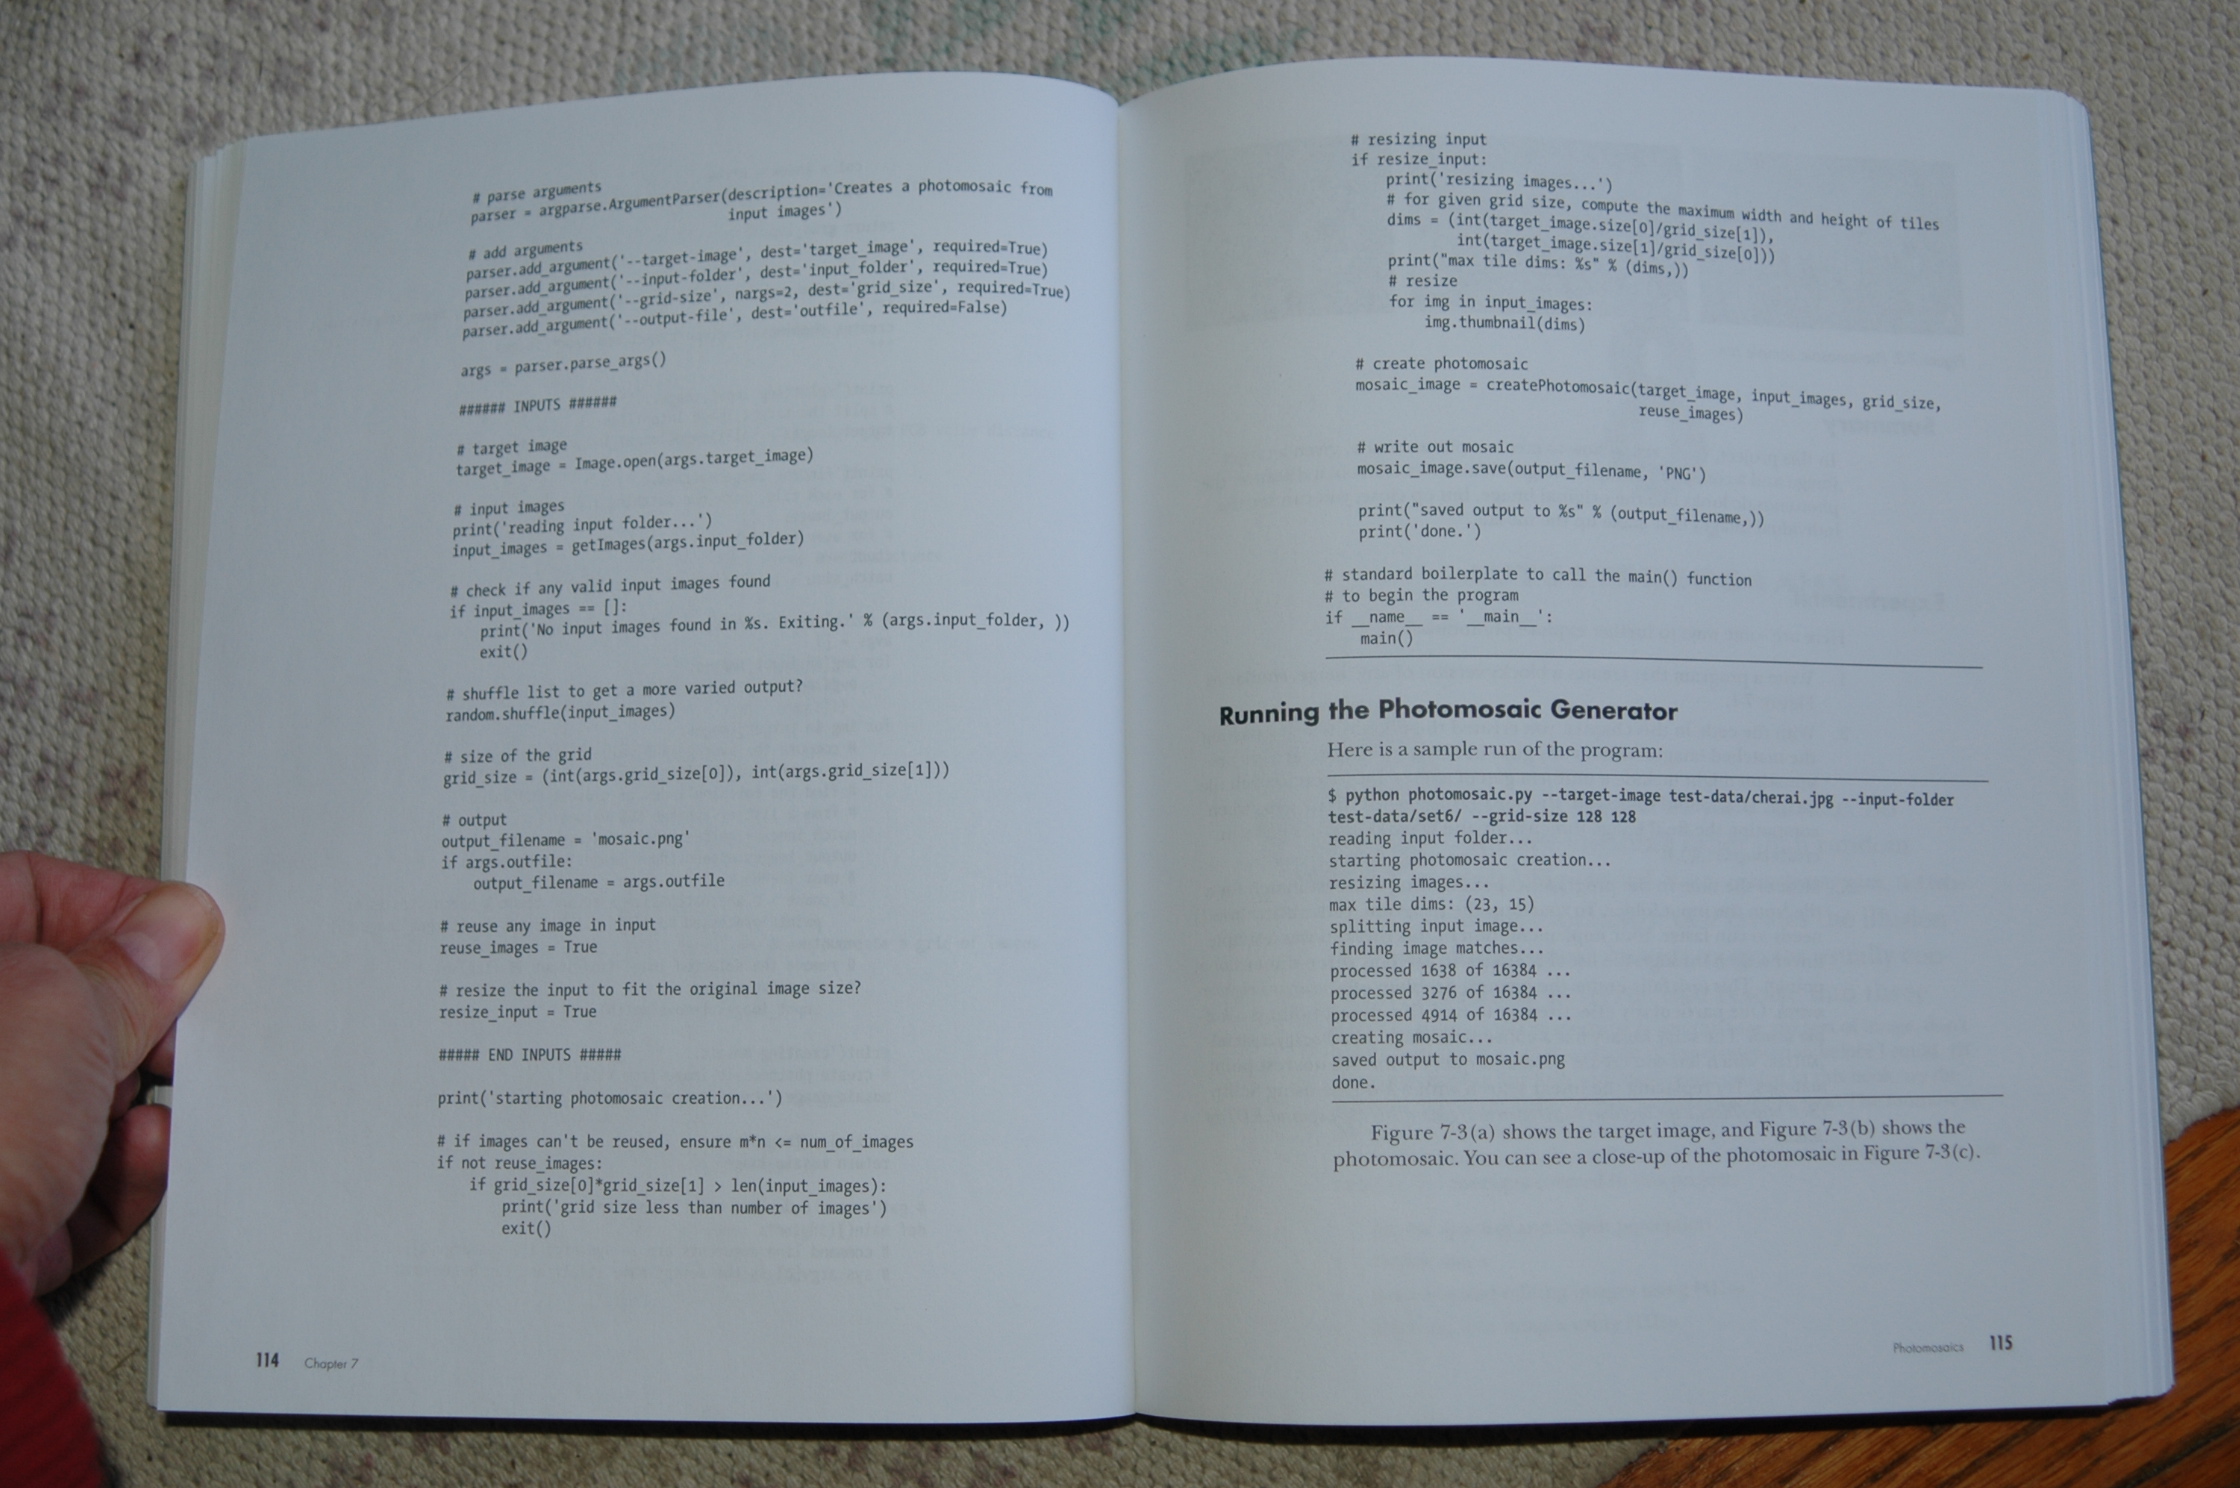 # parse arguments
parser = argparse.ArgumentParser(description='Creates a photomosaic from
input images')
# add arguments
parser.add_argument('--target-image', dest='target_image', required=True)
parser.add_argument('--input-folder', dest='input_folder', required=True)
parser.add_argument('--grid-size', nargs=2, dest='grid_size', required=True)
parser.add_argument('--output-file', dest='outfile', required=False)
args = parser.parse_args()
###### INPUTS ######
# target image
target_image = Image.open(args.target_image)
# input images
print('reading input folder...')
input_images = getImages(args.input_folder)
# check if any valid input images found
if input_images == []:
print('No input images found in %s. Exiting.' % (args.input_folder, ))
exit()
# shuffle list to get a more varied output?
random.shuffle(input_images)
# size of the grid
grid_size = (int(args.grid_size[0]), int(args.grid_size[1]))
# output
output_filename = 'mosaic.png'
if args.outfile:
output_filename = args.outfile
# reuse any image in input
reuse_images = True
# resize the input to fit the original image size?
resize_input = True
##### END INPUTS #####
print('starting photomosaic creation...')
# if images can't be reused, ensure m*n <= num_of_images
if not reuse_images:
if grid_size[0]*grid_size[1] > len(input_images):
print('grid size less than number of images')
exit()
114 Chapter 7
# resizing input
if resize_input:
print('resizing images...')
# for given grid size, compute the maximum width and height of tiles
dims = (int(target_image.size[0]/grid_size[1]),
int(target_image.size[1]/grid_size[0]))
print("max tile dims: %s" % (dims,))
# resize
for img in input_images:
img.thumbnail(dims)
# create photomosaic
mosaic_image = createPhotomosaic(target_image, input_images, grid_size,
reuse_images)
# write out mosaic
mosaic_image.save(output_filename, 'PNG')
print("saved output to %s" % (output_filename,))
print('done.')
# standard boilerplate to call the main() function
# to begin the program
if __name__ == '__main__':
main()
Running the Photomosaic Generator
Here is a sample run of the program:
$ python photomosaic.py --target-image test-data/cherai.jpg --input-folder
test-data/set6/ --grid-size 128 128
reading input folder...
starting photomosaic creation...
resizing images...
max tile dims: (23, 15)
splitting input image...
finding image matches...
processed 1638 of 16384 ...
processed 3276 of 16384 ...
processed 4914 of 16384 ...
creating mosaic...
saved output to mosaic.png
done.
Figure 7-3(a) shows the target image, and Figure 7-3(b) shows the
photomosaic. You can see a close-up of the photomosaic in Figure 7-3(c).
Photomosaics 115